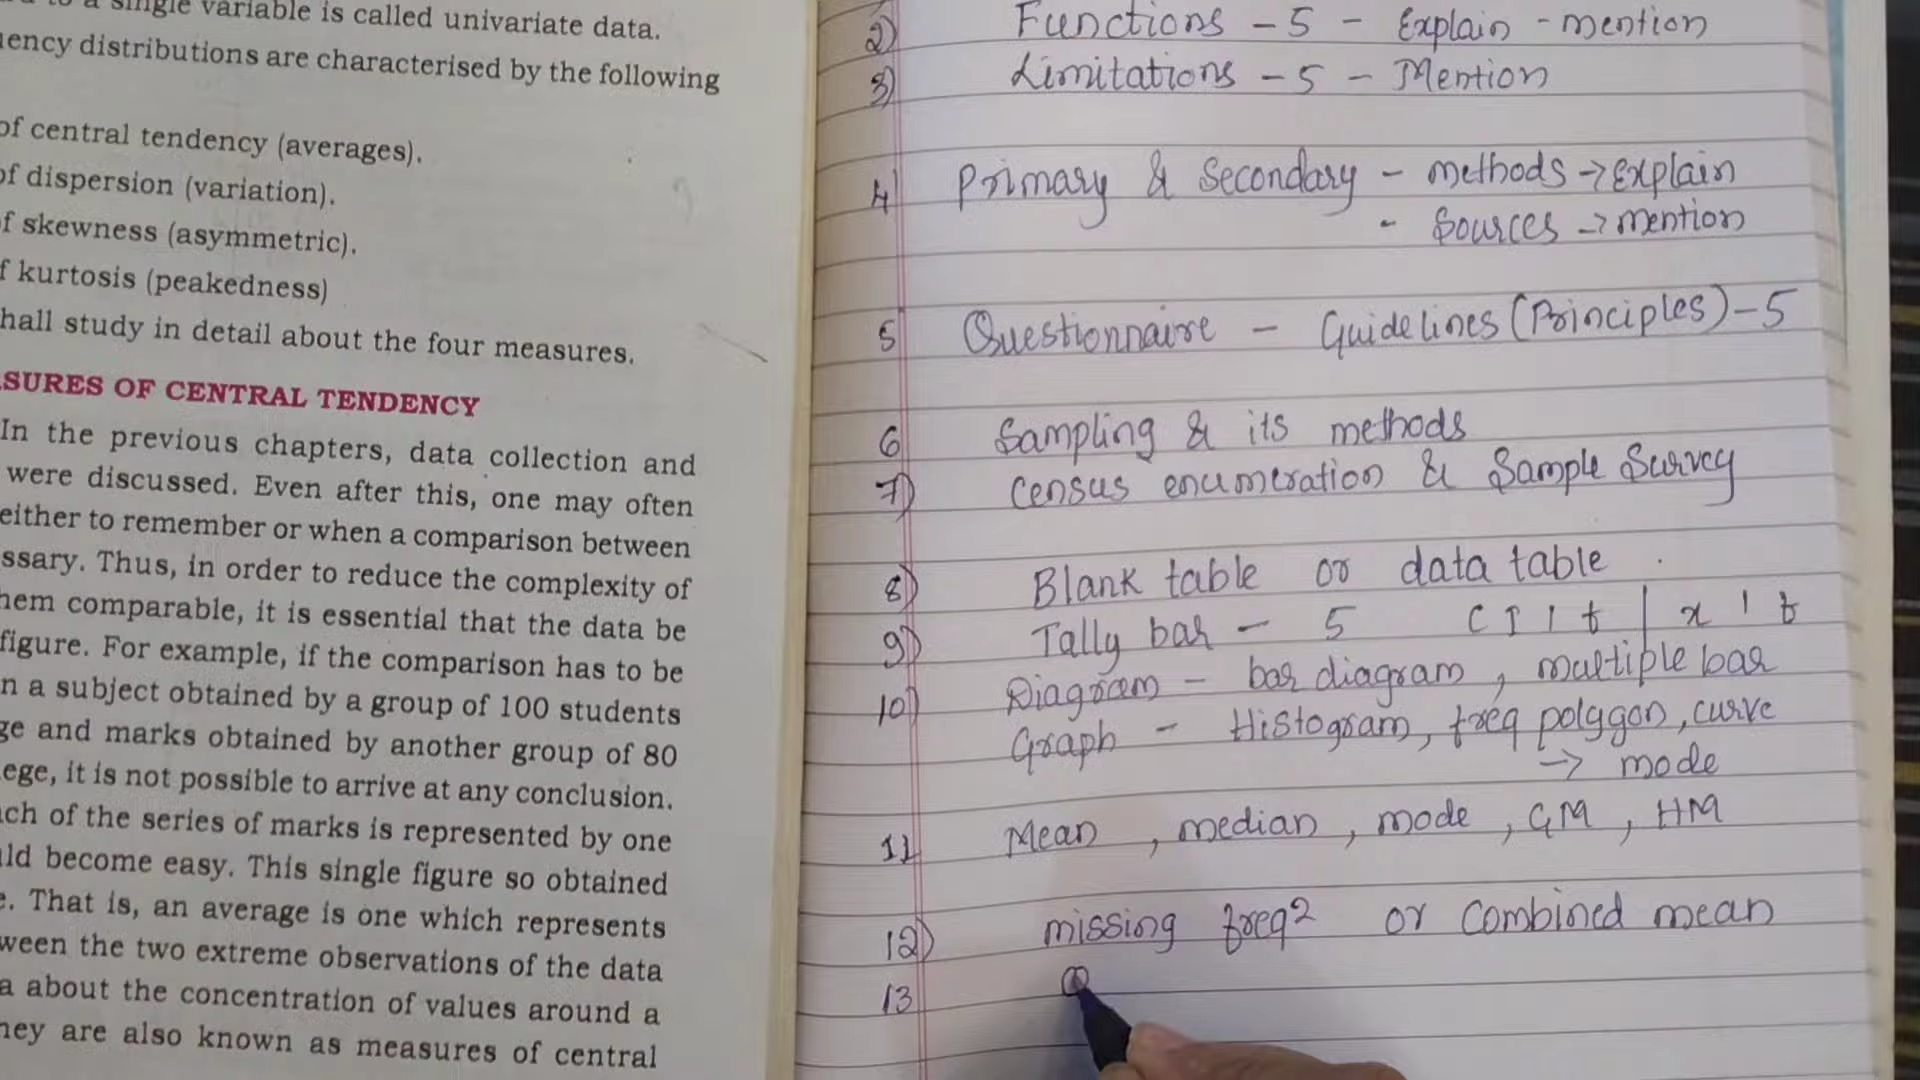 a single variable is called univariate data.
ency distributions are characterised by the following
of central tendency (averages).
of dispersion (variation).
f skewness (asymmetric).
f kurtosis (peakedness)
hall study in detail about the four measures.
SURES OF CENTRAL TENDENCY
In the previous chapters, data collection and
were discussed. Even after this, one may often
either to remember or when a comparison between
ssary. Thus, in order to reduce the complexity of
hem comparable, it is essential that the data be
figure. For example, if the comparison has to be
n a subject obtained by a group of 100 students
ge and marks obtained by another group of 80
ege, it is not possible to arrive at any conclusion.
ach of the series of marks is represented by one
uld become easy. This single figure so obtained
e. That is, an average is one which represents
ween the two extreme observations of the data
a about the concentration of values around a
hey are also known as measures of central
2) Functions - 5 - Explain - mention
3) Limitations - 5 - Mention
4 Primary & Secondary - methods → Explain
- Sources → mention
5 Questionnaire - Guidelines (Principles) - 5
6 Sampling & its methods
7) Census enumeration & Sample Survey
8) Blank table or data table
9) Tally bar - 5 CI | f | x | f
10) Diagram - bar diagram, multiple bar
Graph - Histogram, freq polygon, curve
→ mode
11 Mean, median, mode, GM, HM
12) missing freq² or Combined mean
13